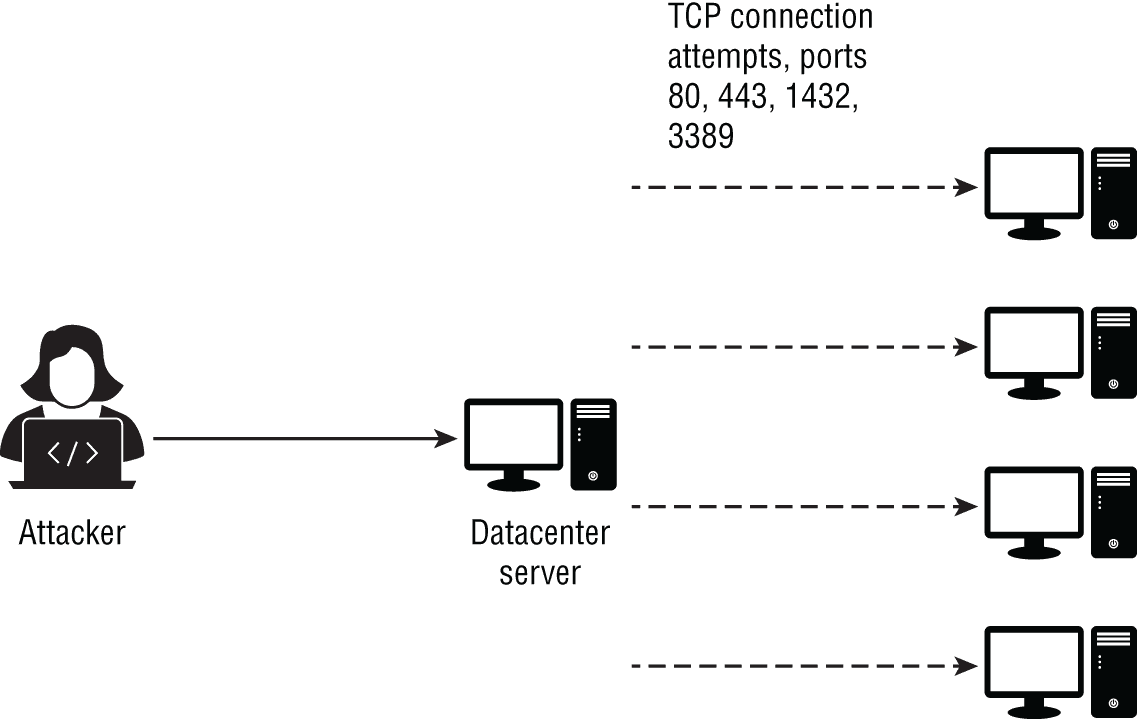 TCP connection
attempts, ports
80, 443, 1432,
3389
</>
Attacker
Datacenter
server